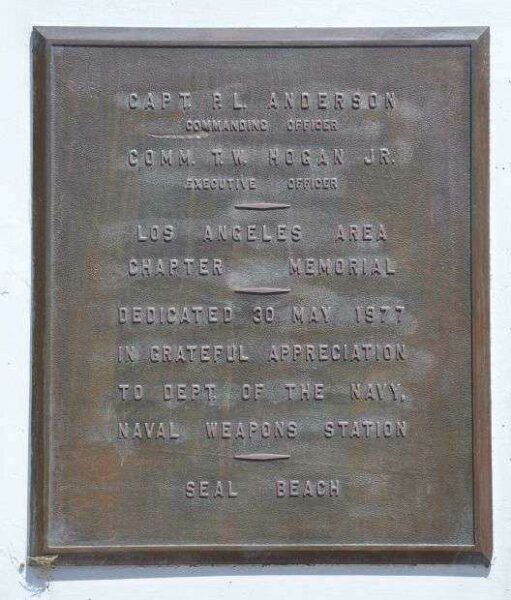 CAPT. P.L. ANDERSON
COMMANDING OFFICER
COMM. T.W. HOGAN JR.
EXECUTIVE OFFICER
LOS ANGELES AREA
CHAPTER MEMORIAL
DEDICATED 30 MAY 1977
IN GRATEFUL APPRECIATION
TO DEPT. OF THE NAVY,
NAVAL WEAPONS STATION
SEAL BEACH